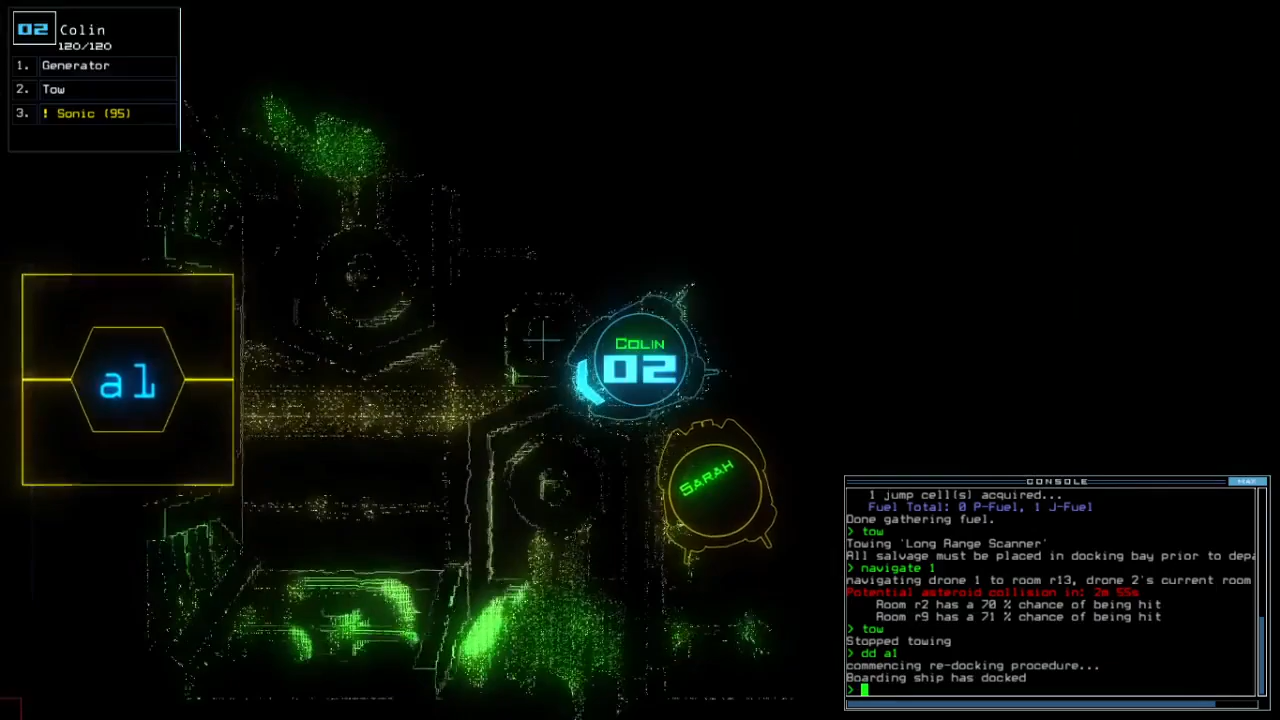 02 Colin
120/120
1. Generator
2. Tow
3. ! Sonic (95)
a1
Colin
02
Sarah
CONSOLE
MAX
1 jump cell(s) acquired...
Fuel Total: 0 P-Fuel, 1 J-Fuel
Done gathering fuel.
> tow
Towing 'Long Range Scanner'
All salvage must be placed in docking bay prior to depa
> navigate 1
navigating drone 1 to room r13, drone 2's current room
Potential asteroid collision in: 2m 55s
Room r2 has a 70 % chance of being hit
Room r9 has a 71 % chance of being hit
> tow
Stopped towing
> dd a1
commencing re-docking procedure...
Boarding ship has docked
>